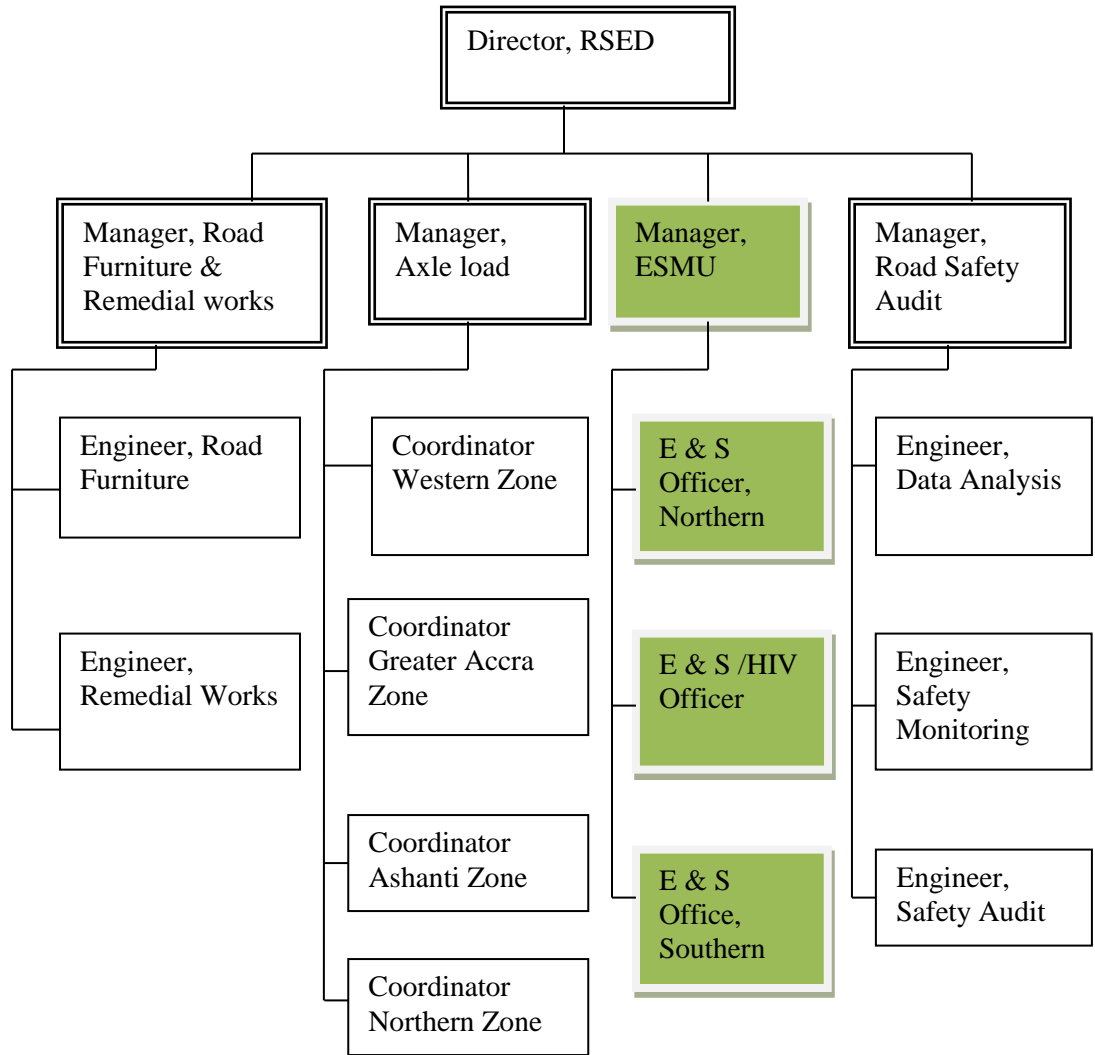 Director, RSED
Manager, Road
Furniture &
Remedial works
Manager,
Axle load
Manager,
ESMU
Manager,
Road Safety
Audit
Engineer, Road
Furniture
Coordinator
Western Zone
E & S
Officer,
Northern
Engineer,
Data Analysis
Engineer,
Remedial Works
Coordinator
Greater Accra
Zone
E & S /HIV
Officer
Engineer,
Safety
Monitoring
Coordinator
Ashanti Zone
E & S
Office,
Southern
Engineer,
Safety Audit
Coordinator
Northern Zone